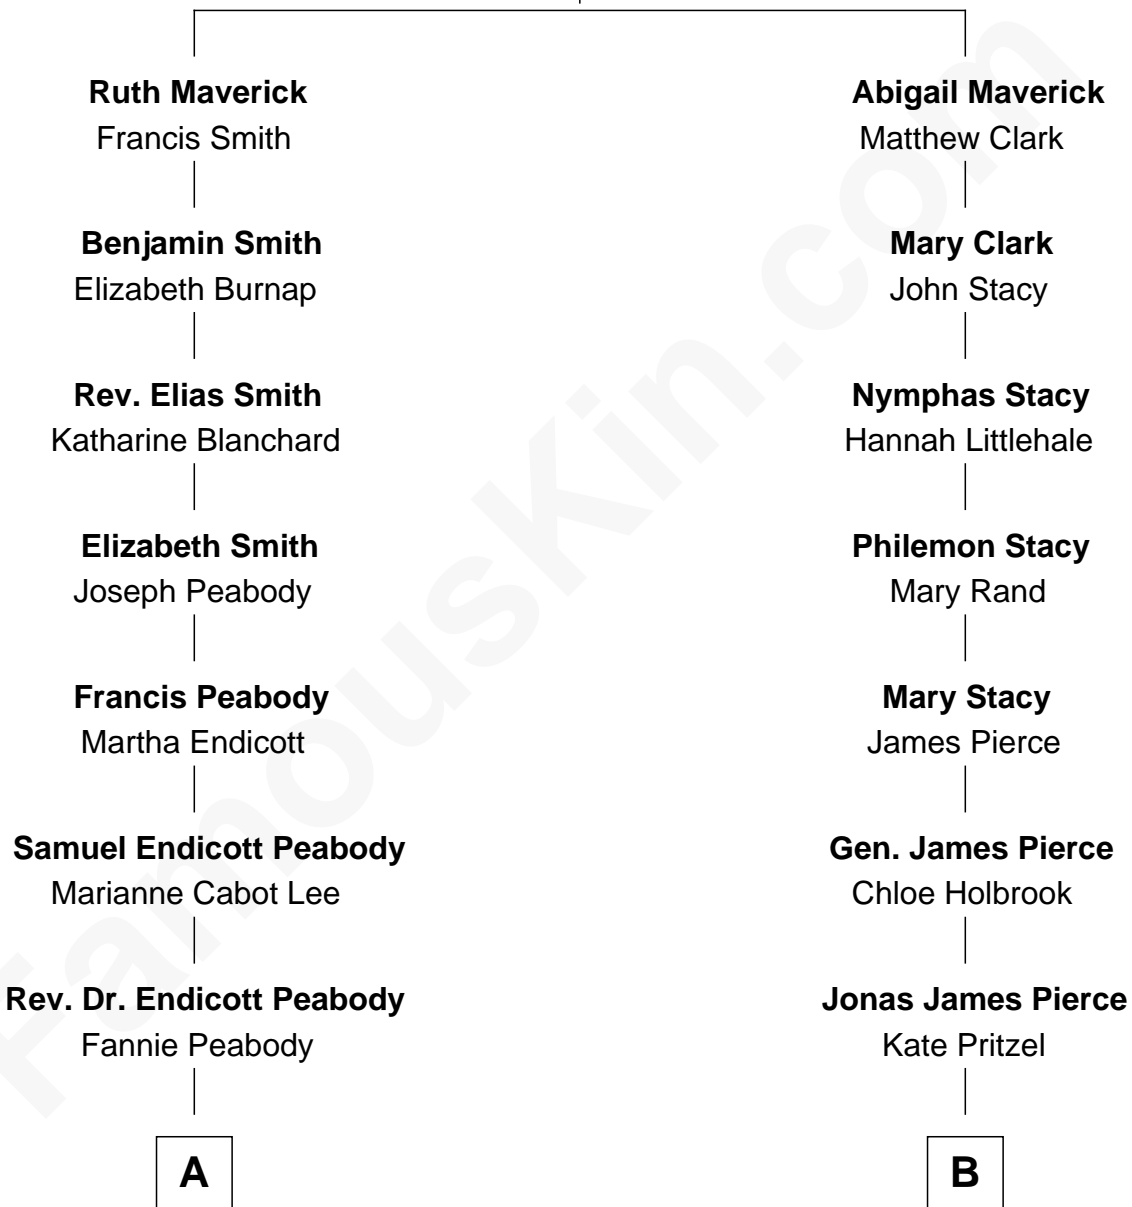 Ruth Maverick
Francis Smith
Abigail Maverick
Matthew Clark
Benjamin Smith
Elizabeth Burnap
Mary Clark
John Stacy
Rev. Elias Smith
Katharine Blanchard
Nymphas Stacy
Hannah Littlehale
Elizabeth Smith
Joseph Peabody
Philemon Stacy
Mary Rand
Francis Peabody
Martha Endicott
Mary Stacy
James Pierce
Samuel Endicott Peabody
Marianne Cabot Lee
Gen. James Pierce
Chloe Holbrook
Rev. Dr. Endicott Peabody
Fannie Peabody
Jonas James Pierce
Kate Pritzel
A
B
FamousKin.com